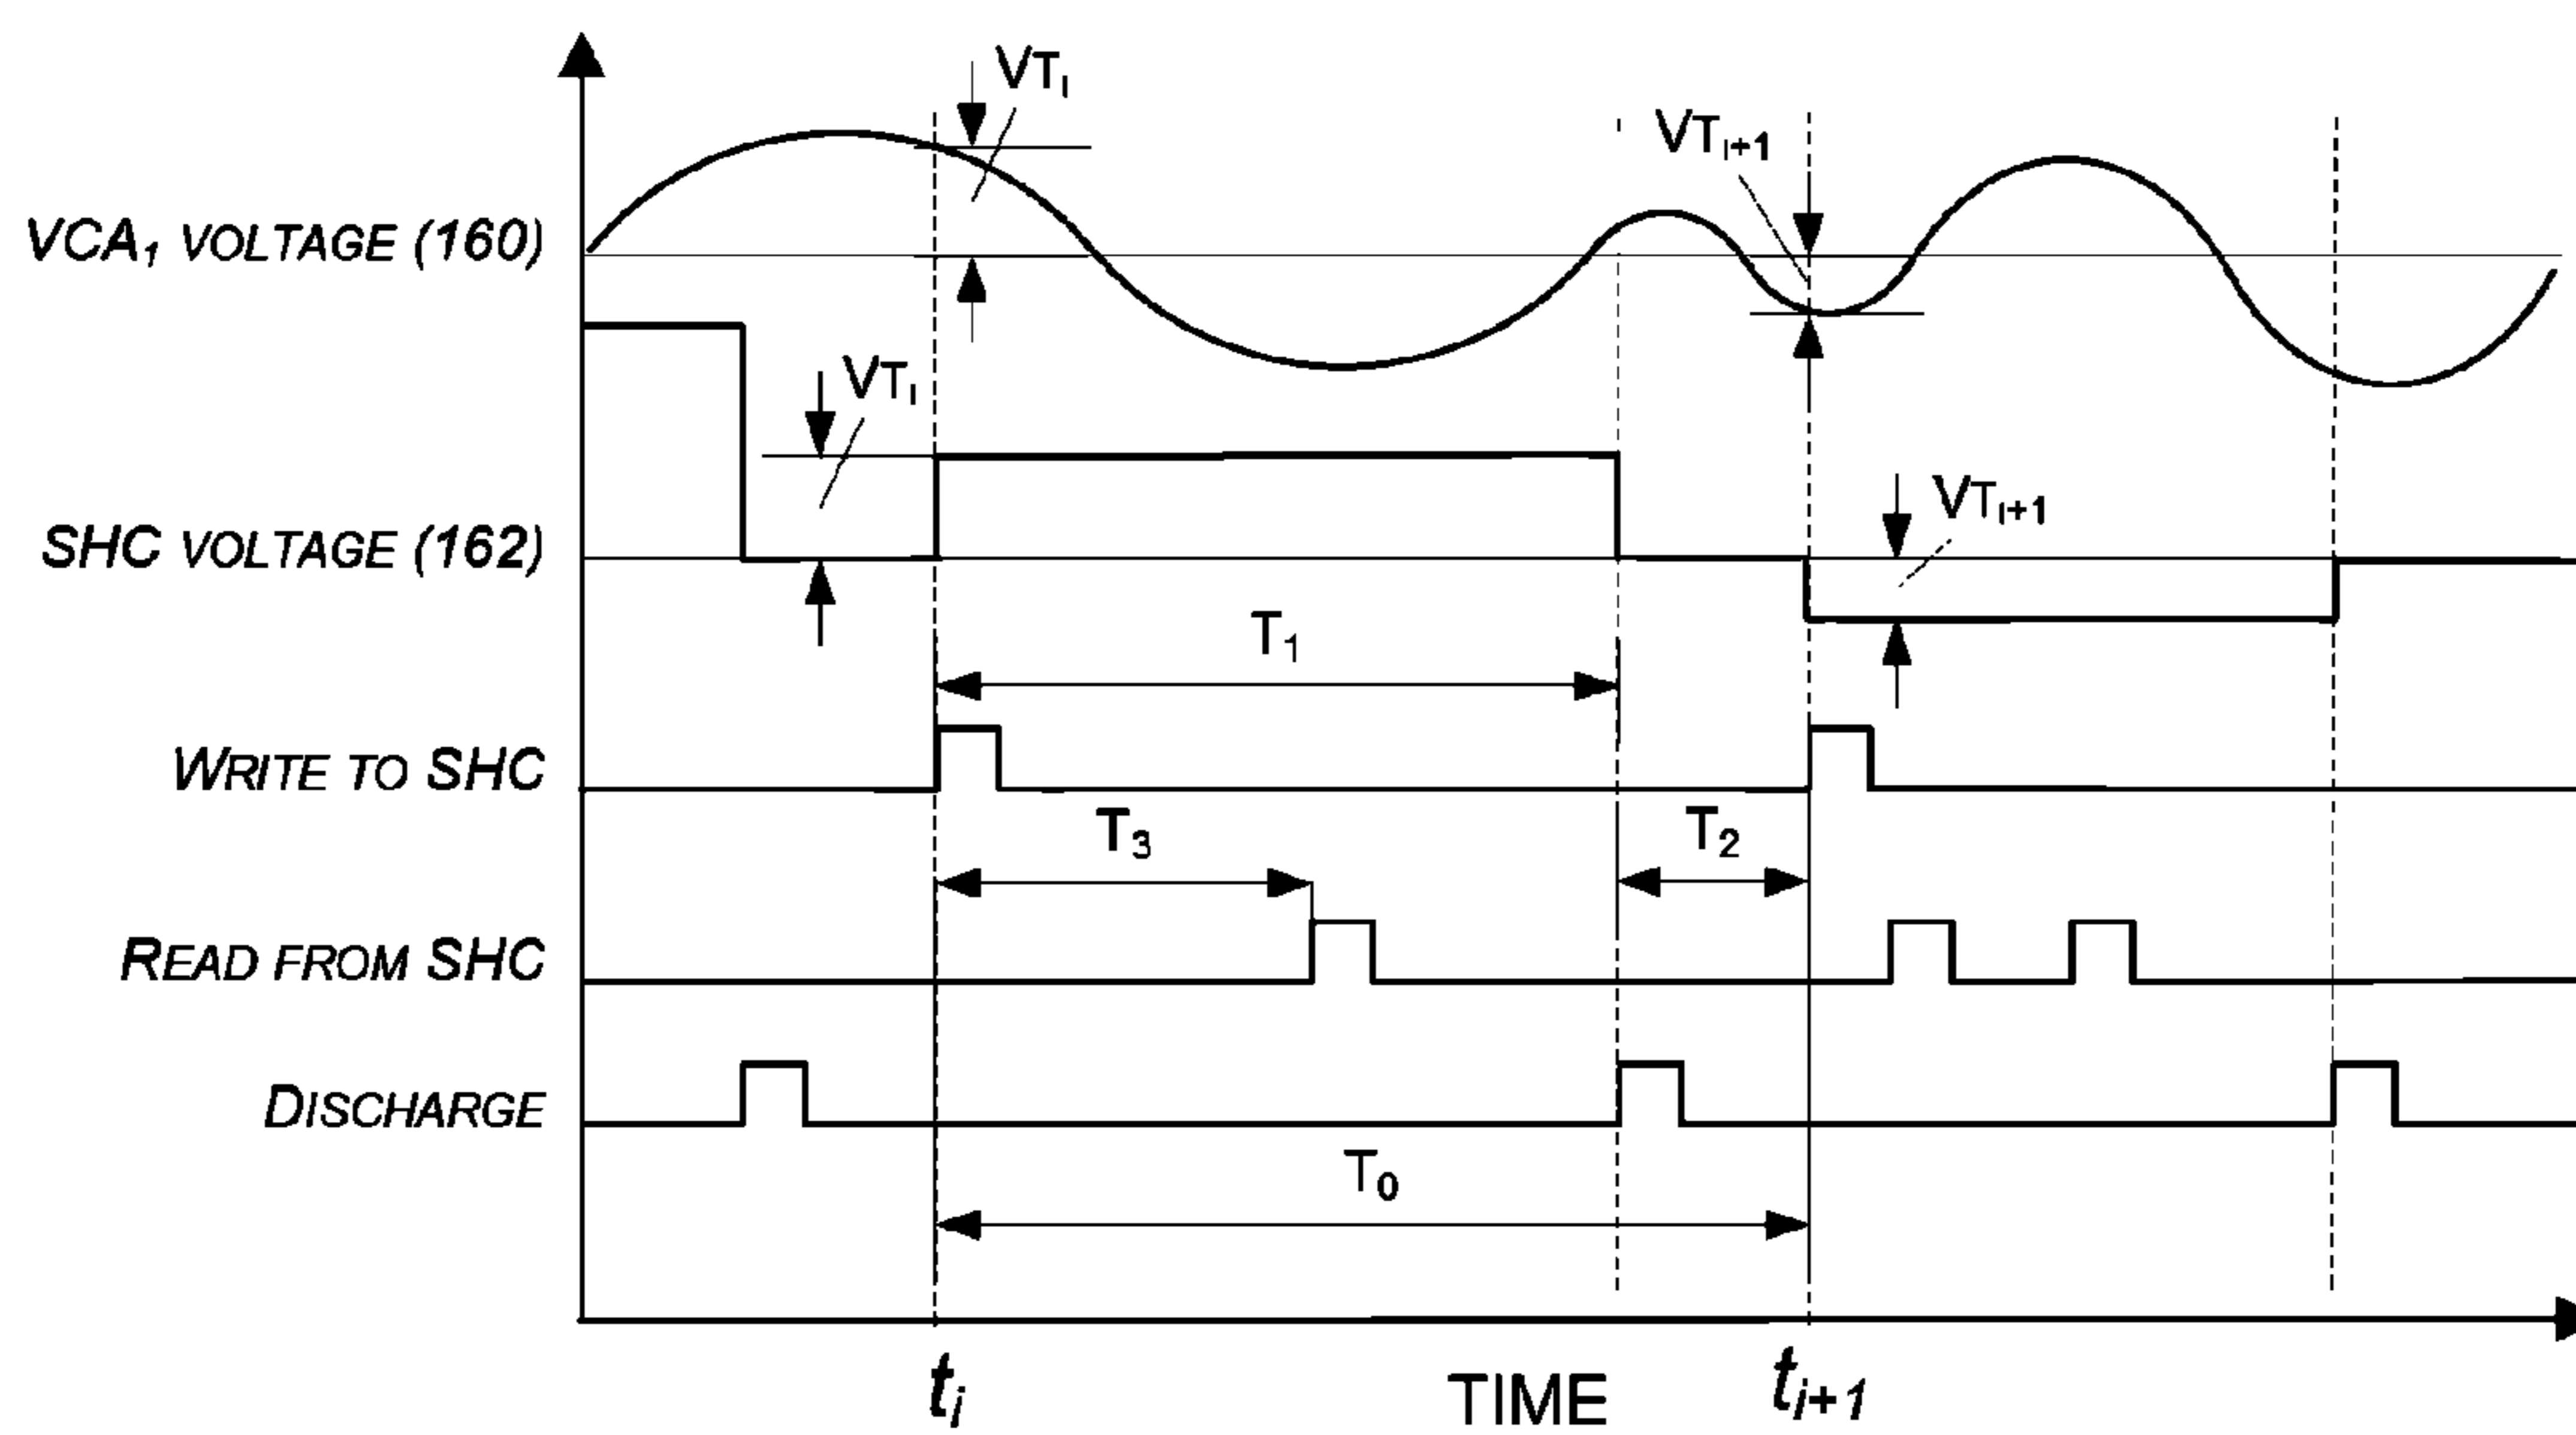 VTI
VTI+1
VCA1 VOLTAGE (160)
VTI
VTI+1
SHC VOLTAGE (162)
T1
WRITE TO SHC
T3
T2
READ FROM SHC
DISCHARGE
T0
ti
TIME
ti+1